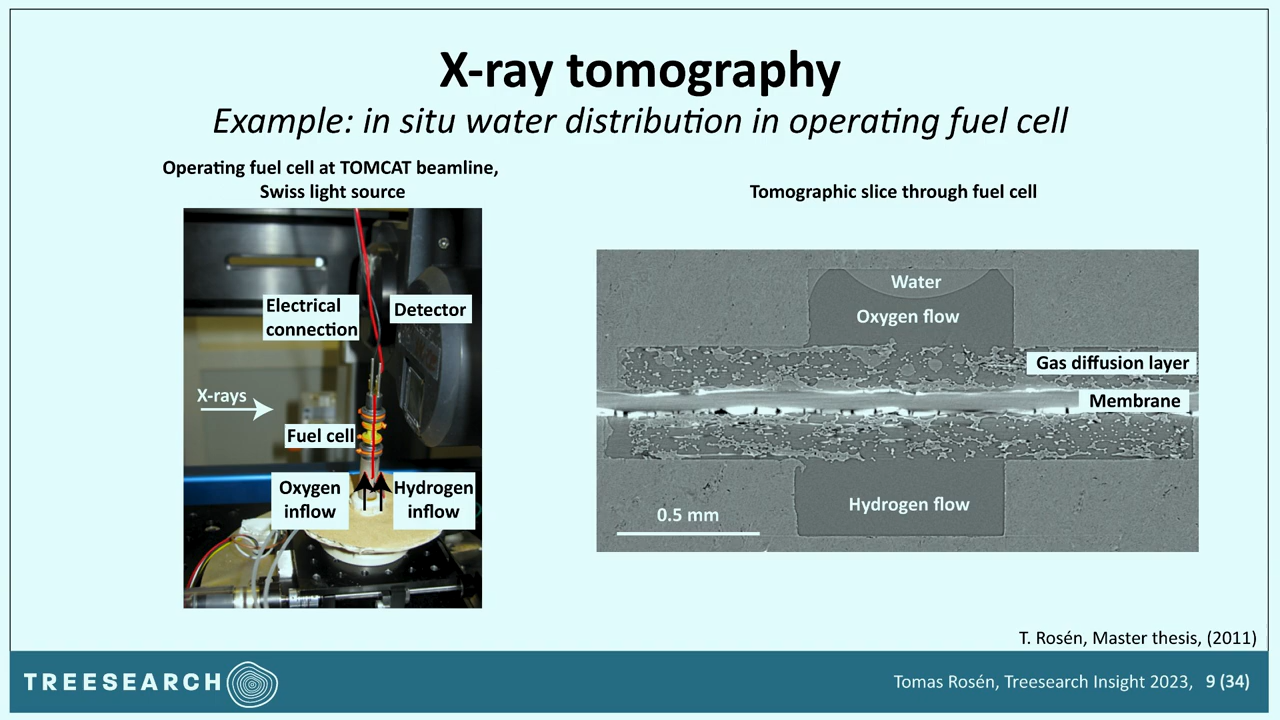 X-ray tomography
Example: in situ water distribution in operating fuel cell
Operating fuel cell at TOMCAT beamline,
Swiss light source
Electrical
connection
Detector
X-rays
Fuel cell
Oxygen
inflow
Hydrogen
inflow
Tomographic slice through fuel cell
Water
Oxygen flow
Gas diffusion layer
Membrane
Hydrogen flow
0.5 mm
T. Rosén, Master thesis, (2011)
TREESEARCH
Tomas Rosén, Treesearch Insight 2023, 9 (34)